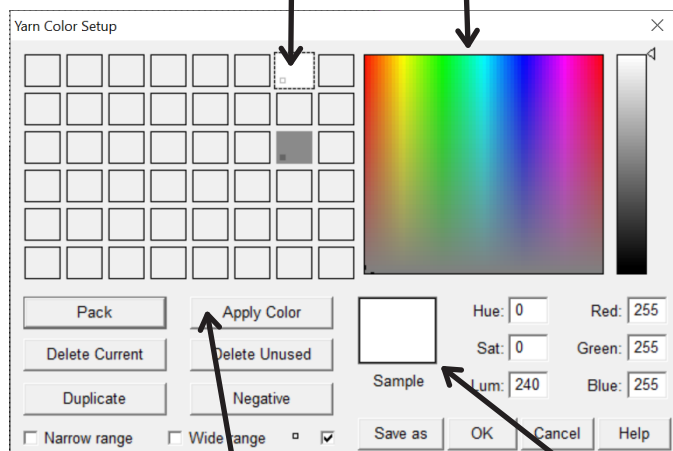 Yarn Color Setup
Pack
Apply Color
Hue: 0
Red: 255
Delete Current
Delete Unused
Sat: 0
Green: 255
Sample
Lum: 240
Blue: 255
Duplicate
Negative
Narrow range
Wide range
Save as
OK
Cancel
Help